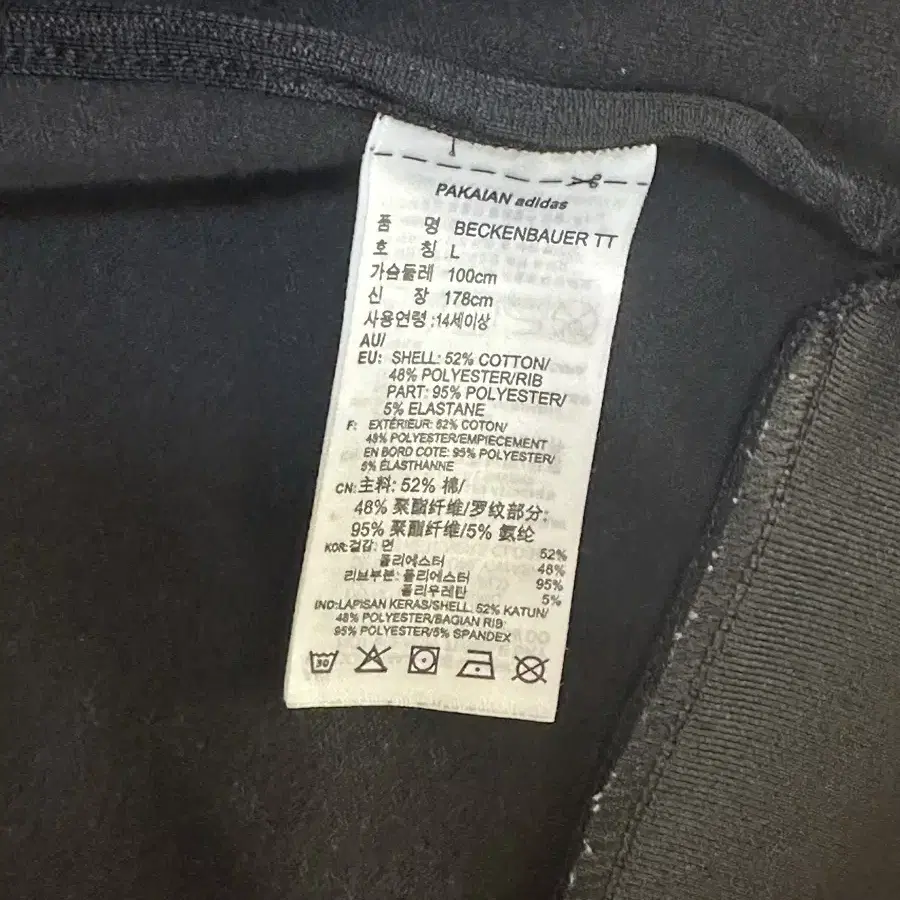 PAKAIAN adidas
품 명 BECKENBAUER TT
호 칭 .L
가슴둘레 100cm
신 장 178cm
사용연령 :14세이상
AU/
EU: SHELL: 52% COTTON/
48% POLYESTER/RIB
PART: 95% POLYESTER/
5% ELASTANE
F: EXTÉRIEUR: 52% COTON/
48% POLYESTER/EMPIECEMENT
EN BORD COTE: 95% POLYESTER/
5% ÉLASTHANNE
CN: 主料: 52% 棉/
48% 聚酯纤维/罗纹部分:
95% 聚酯纤维/5% 氨纶
KOR: 겉감: 면 52%
폴리에스터 48%
리브부분: 폴리에스터 95%
폴리우레탄 5%
IND:LAPISAN KERAS/SHELL: 52% KATUN/
48% POLYESTER/BAGIAN RIB:
95% POLYESTER/5% SPANDEX
30